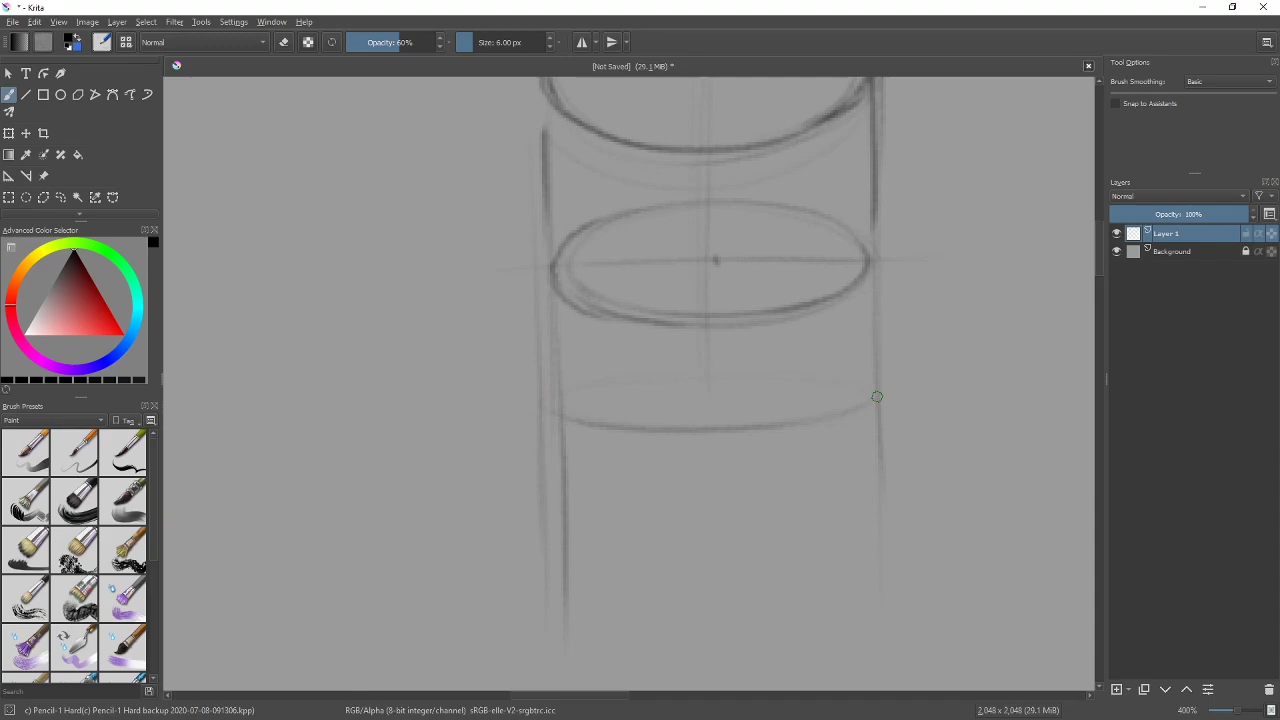 * - Krita
File Edit View Image Layer Select Filter Tools Settings Window Help
Normal Opacity: 60% Size: 6.00 px
[Not Saved] (29.1 MiB) *
Tool Options
Brush Smoothing: Basic
Snap to Assistants
Layers
Normal
Opacity: 100%
Layer 1
Background
Advanced Color Selector
Brush Presets
Paint Tag
Search
c) Pencil-1 Hard(c) Pencil-1 Hard backup 2020-07-08-091306.kpp) RGB/Alpha (8-bit integer/channel) sRGB-elle-V2-srgbtrc.icc 2,048 x 2,048 (29.1 MiB) 400%